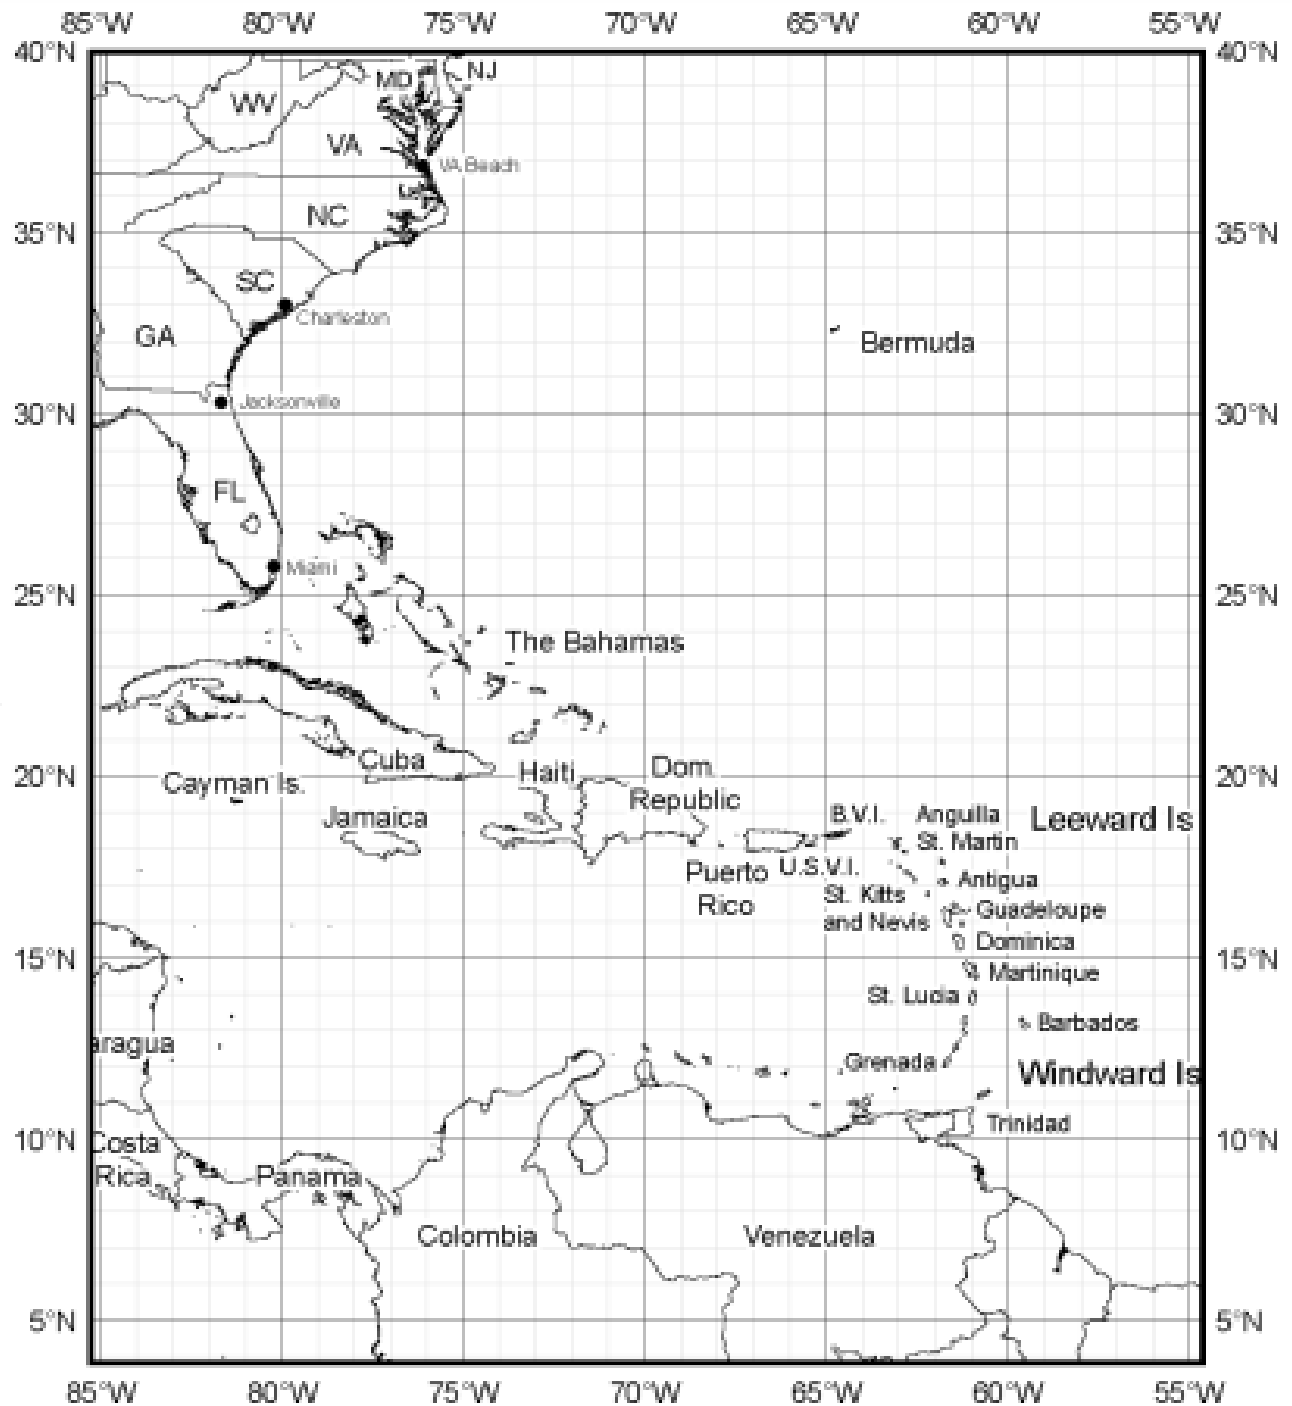 85°W 80°W 75°W 70°W 65°W 60°W 55°W
40°N 40°N
MD NJ
WV
VA
VA Beach
NC
35°N 35°N
SC
Charleston
GA
Bermuda
Jacksonville
30°N 30°N
FL
Miami
25°N 25°N
The Bahamas
Cuba
20°N 20°N
Cayman Is.
Haiti
Dom.
Republic
Jamaica
B.V.I.
Anguilla
Leeward Is
St. Martin
U.S.V.I.
Puerto
Rico
Antigua
St. Kitts
and Nevis
Guadeloupe
Dominica
15°N 15°N
Martinique
St. Lucia
Barbados
aragua
Grenada
Windward Is
Trinidad
10°N 10°N
Costa
Rica
Panama
Colombia
Venezuela
5°N 5°N
85°W 80°W 75°W 70°W 65°W 60°W 55°W